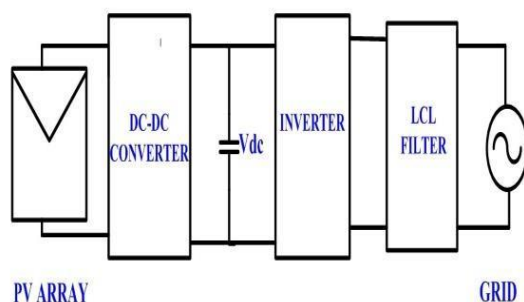 DC-DC
CONVERTER
Vdc
INVERTER
LCL
FILTER
PV ARRAY
GRID